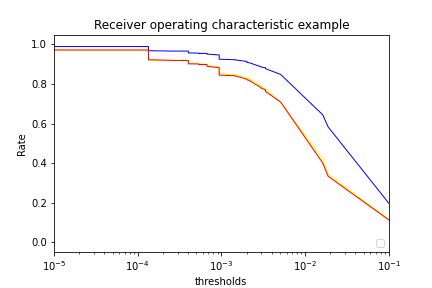 Receiver operating characteristic example
1.0
0.8
0.6
0.4
0.2
0.0
Rate
10⁻⁵ 10⁻⁴ 10⁻³ 10⁻² 10⁻¹
thresholds